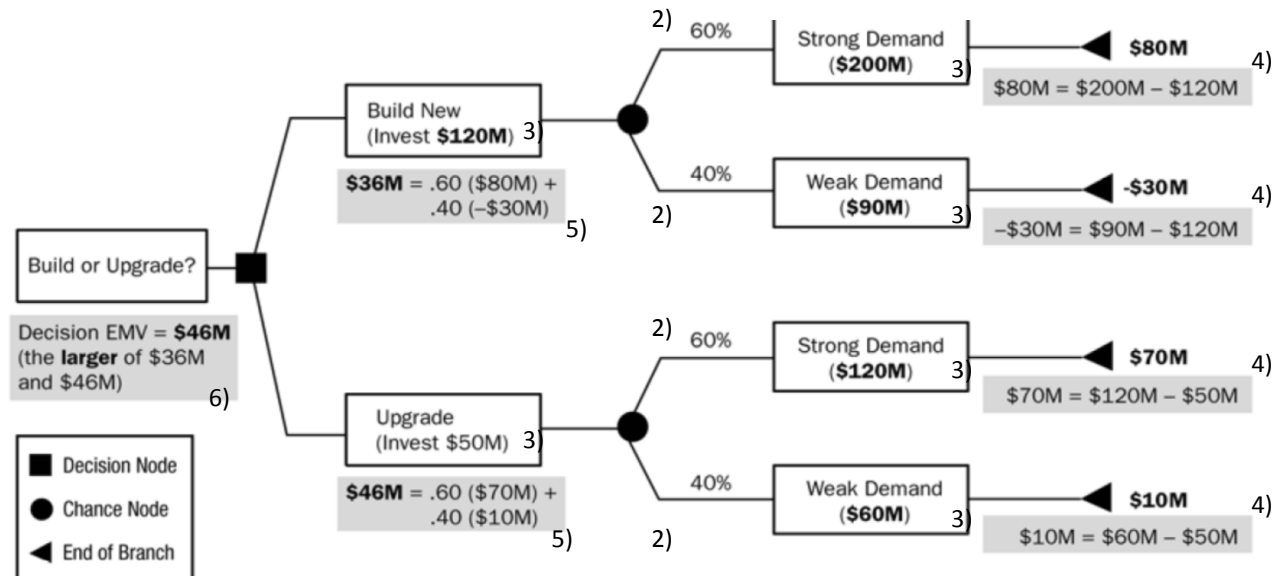 2)
60%
Strong Demand
($200M)
3)
$80M
4)
$80M = $200M – $120M
Build New
(Invest $120M)
3)
$36M = .60 ($80M) +
.40 (–$30M)
5)
40%
2)
Weak Demand
($90M)
3)
-$30M
4)
–$30M = $90M – $120M
Build or Upgrade?
Decision EMV = $46M
(the larger of $36M
and $46M)
6)
2)
60%
Strong Demand
($120M)
3)
$70M
4)
$70M = $120M – $50M
Upgrade
(Invest $50M)
3)
$46M = .60 ($70M) +
.40 ($10M)
5)
40%
2)
Weak Demand
($60M)
3)
$10M
4)
$10M = $60M – $50M
Decision Node
Chance Node
End of Branch